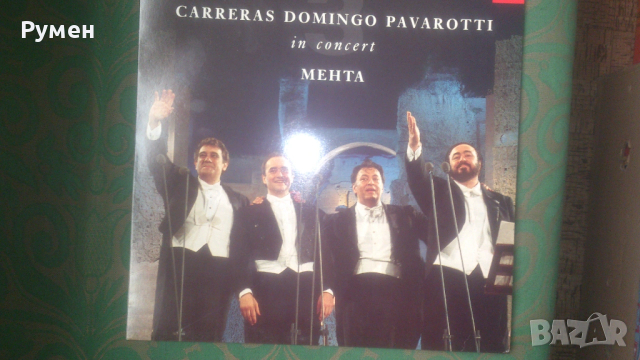 Румен
CARRERAS DOMINGO PAVAROTTI
in concert
MEHTA
BAZAR